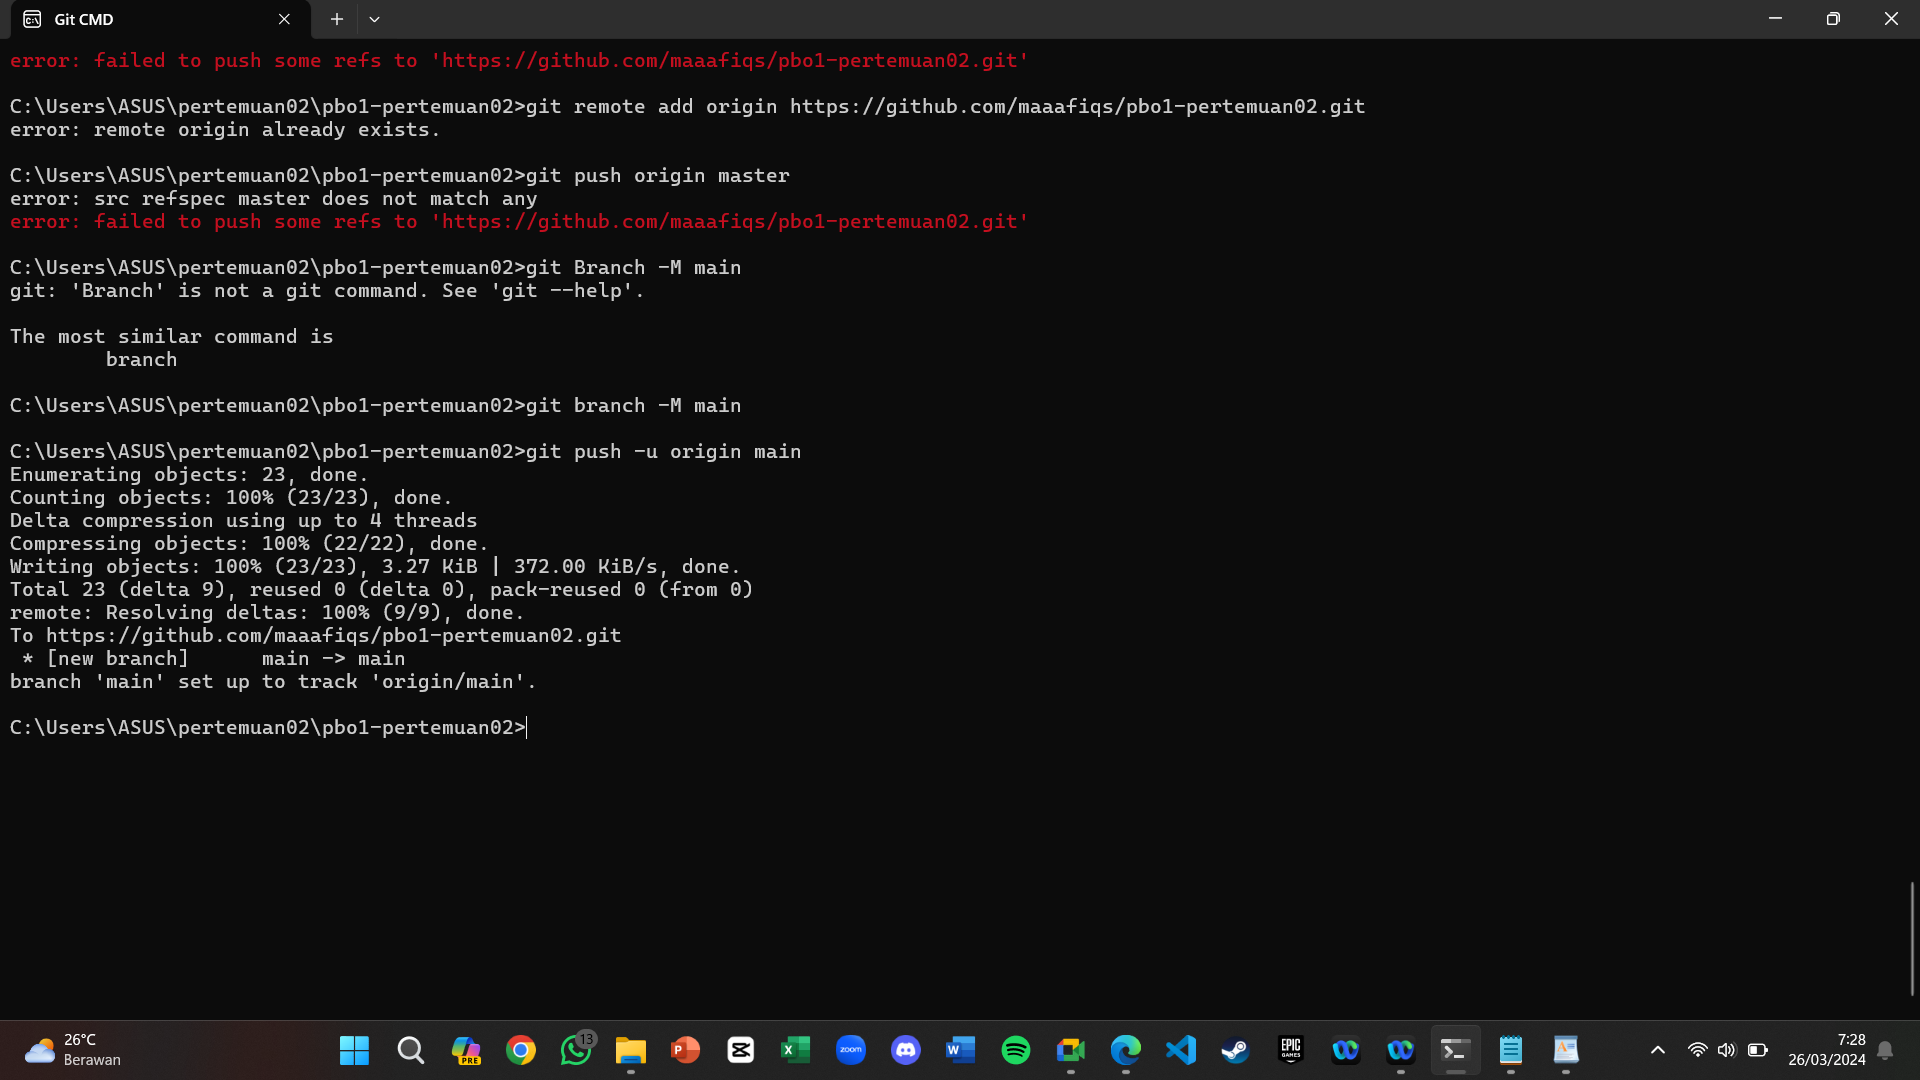 Git CMD
error: failed to push some refs to 'https://github.com/maaafiqs/pbo1-pertemuan02.git'
C:\Users\ASUS\pertemuan02\pbo1-pertemuan02>git remote add origin https://github.com/maaafiqs/pbo1-pertemuan02.git
error: remote origin already exists.
C:\Users\ASUS\pertemuan02\pbo1-pertemuan02>git push origin master
error: src refspec master does not match any
error: failed to push some refs to 'https://github.com/maaafiqs/pbo1-pertemuan02.git'
C:\Users\ASUS\pertemuan02\pbo1-pertemuan02>git Branch -M main
git: 'Branch' is not a git command. See 'git --help'.
The most similar command is
branch
C:\Users\ASUS\pertemuan02\pbo1-pertemuan02>git branch -M main
C:\Users\ASUS\pertemuan02\pbo1-pertemuan02>git push -u origin main
Enumerating objects: 23, done.
Counting objects: 100% (23/23), done.
Delta compression using up to 4 threads
Compressing objects: 100% (22/22), done.
Writing objects: 100% (23/23), 3.27 KiB | 372.00 KiB/s, done.
Total 23 (delta 9), reused 0 (delta 0), pack-reused 0 (from 0)
remote: Resolving deltas: 100% (9/9), done.
To https://github.com/maaafiqs/pbo1-pertemuan02.git
 * [new branch]      main -> main
branch 'main' set up to track 'origin/main'.
C:\Users\ASUS\pertemuan02\pbo1-pertemuan02>
26°C
Berawan
PRE
13
zoom
EPIC
GAMES
7:28
26/03/2024